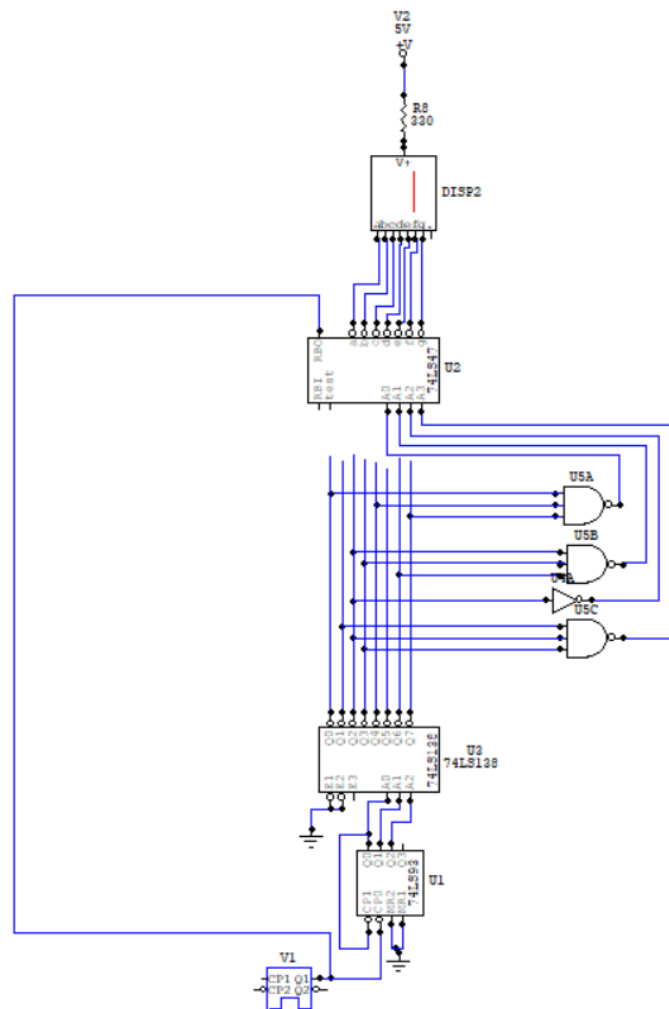 V2
5V
+V
R8
330
V+
DISP2
abcdefg.
RBO a b c d e f g
74LS47
U2
RBI test A0 A1 A2 A3
U5A
U5B
U4A
U5C
Q0 Q1 Q2 Q3 Q4 Q5 Q6 Q7
74LS138
U3
74LS138
E1 E2 E3 A0 A1 A2
Q0 Q1 Q2 Q3
74LS93
U1
CP1 CP0 MR2 MR1
V1
CP1 Q1
CP2 Q2